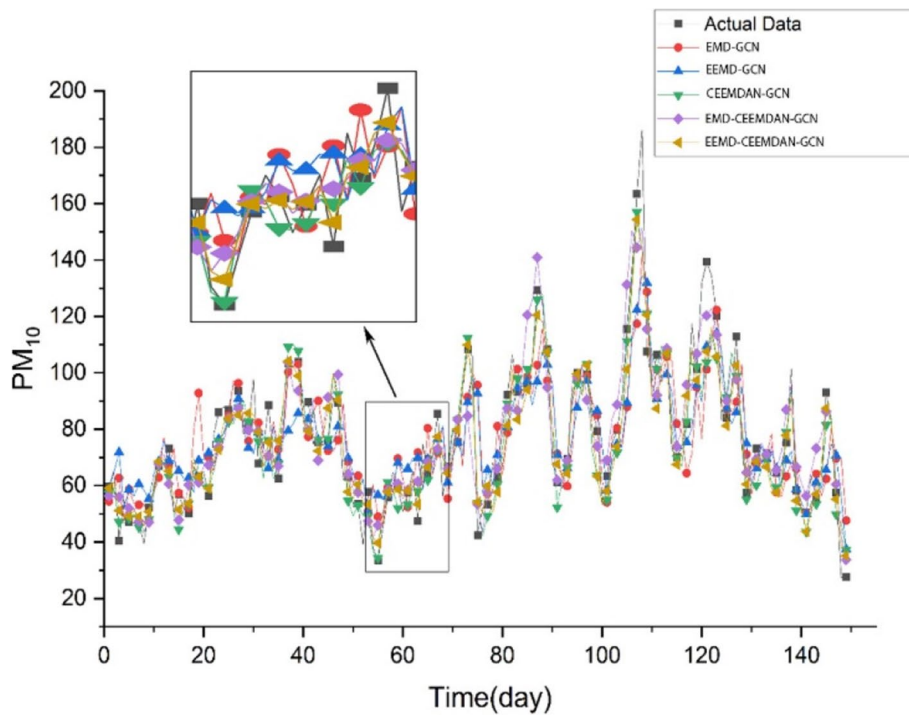 Actual Data
EMD-GCN
EEMD-GCN
CEEMDAN-GCN
EMD-CEEMDAN-GCN
EEMD-CEEMDAN-GCN
200
180
160
140
120
100
80
60
40
20
PM10
0 20 40 60 80 100 120 140
Time(day)